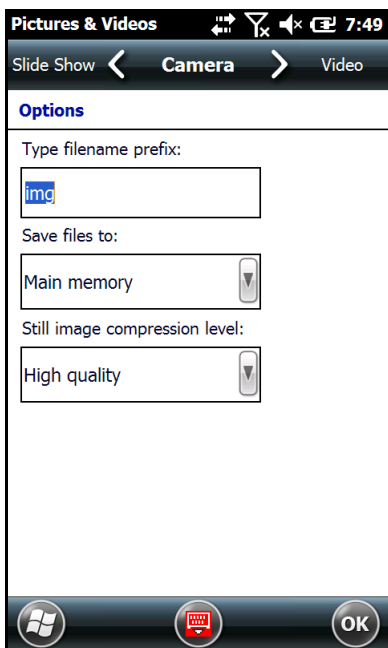 Pictures & Videos 7:49
Slide Show Camera Video
Options
Type filename prefix:
img
Save files to:
Main memory
Still image compression level:
High quality
OK